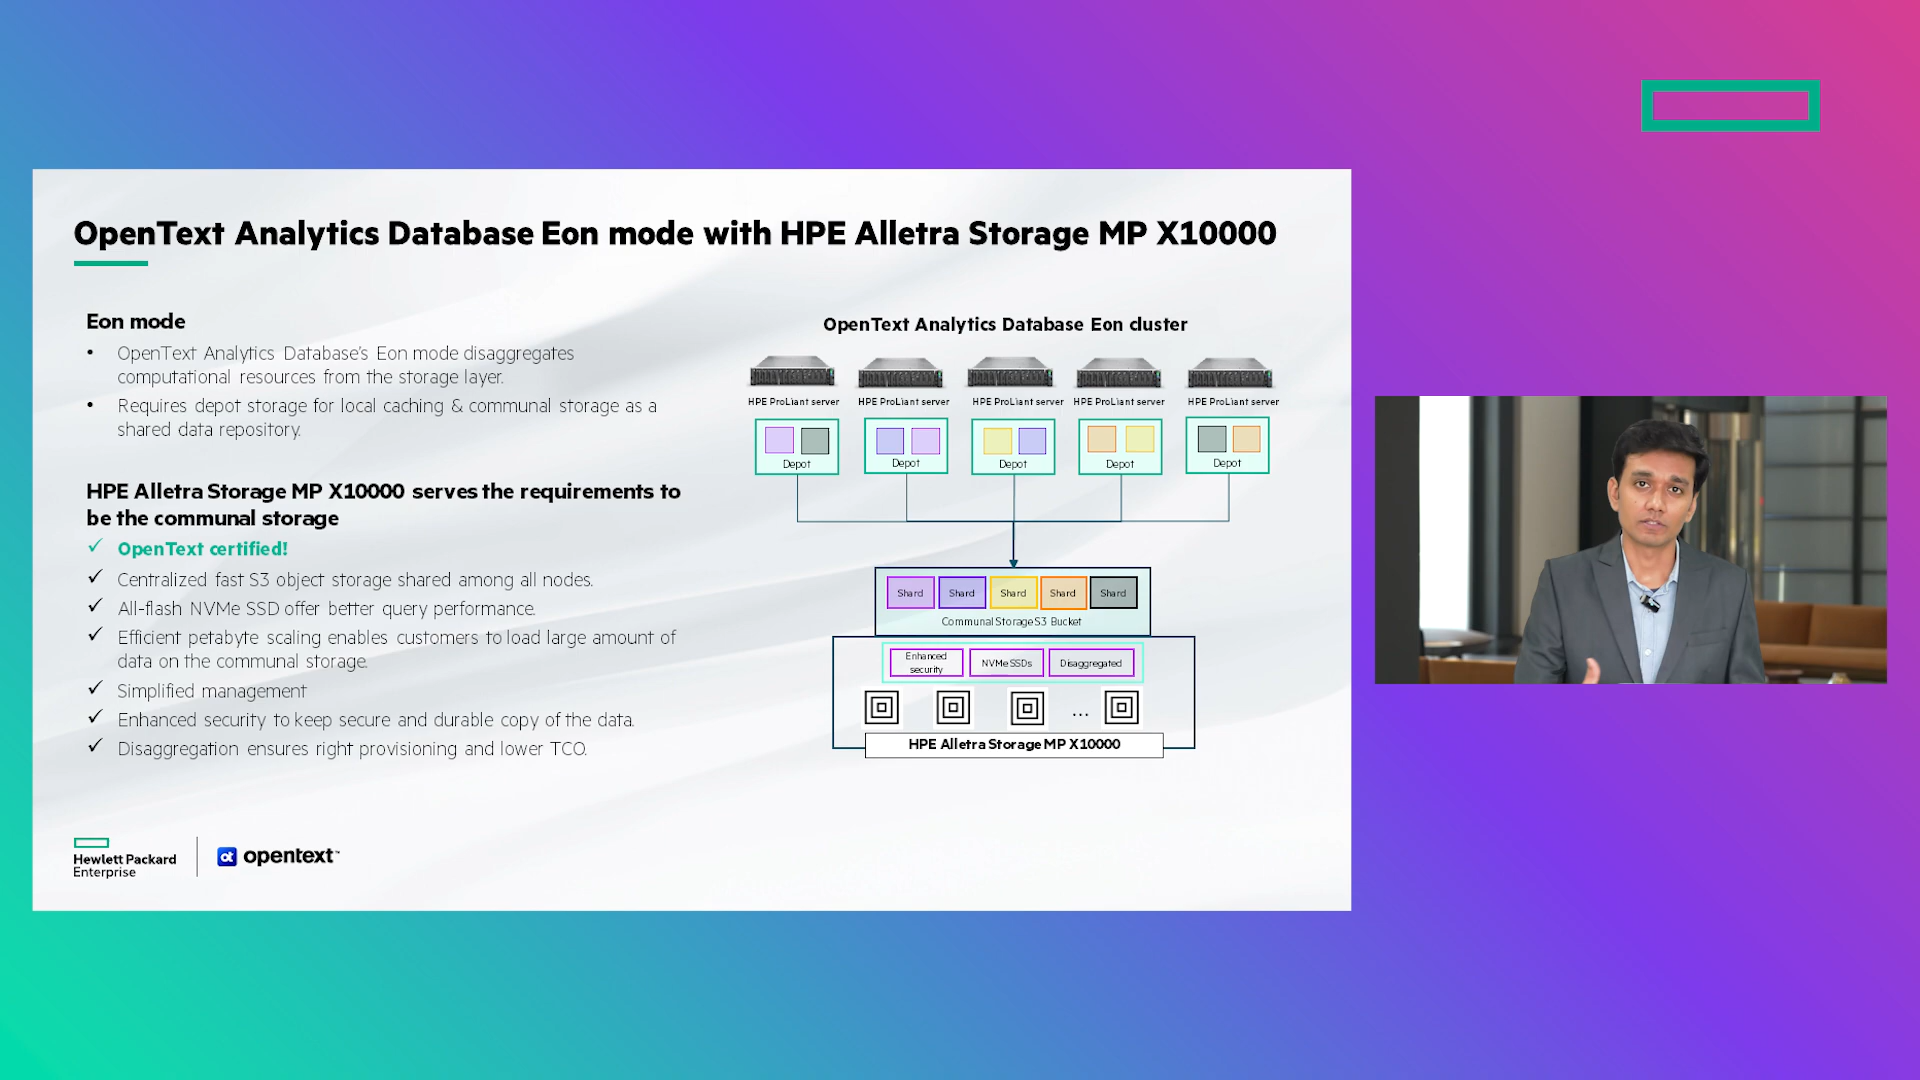 OpenText Analytics Database Eon mode with HPE Alletra Storage MP X10000
Eon mode
• OpenText Analytics Database's Eon mode disaggregates
computational resources from the storage layer.
• Requires depot storage for local caching & communal storage as a
shared data repository.
HPE Alletra Storage MP X10000 serves the requirements to
be the communal storage
✓ OpenText certified!
✓ Centralized fast S3 object storage shared among all nodes.
✓ All-flash NVMe SSD offer better query performance.
✓ Efficient petabyte scaling enables customers to load large amount of
data on the communal storage.
✓ Simplified management
✓ Enhanced security to keep secure and durable copy of the data.
✓ Disaggregation ensures right provisioning and lower TCO.
OpenText Analytics Database Eon cluster
HPE ProLiant server HPE ProLiant server HPE ProLiant server HPE ProLiant server HPE ProLiant server
Depot Depot Depot Depot Depot
Shard Shard Shard Shard Shard
Communal Storage S3 Bucket
Enhanced
security
NVMe SSDs
Disaggregated
...
HPE Alletra Storage MP X10000
Hewlett Packard
Enterprise
ot opentext™